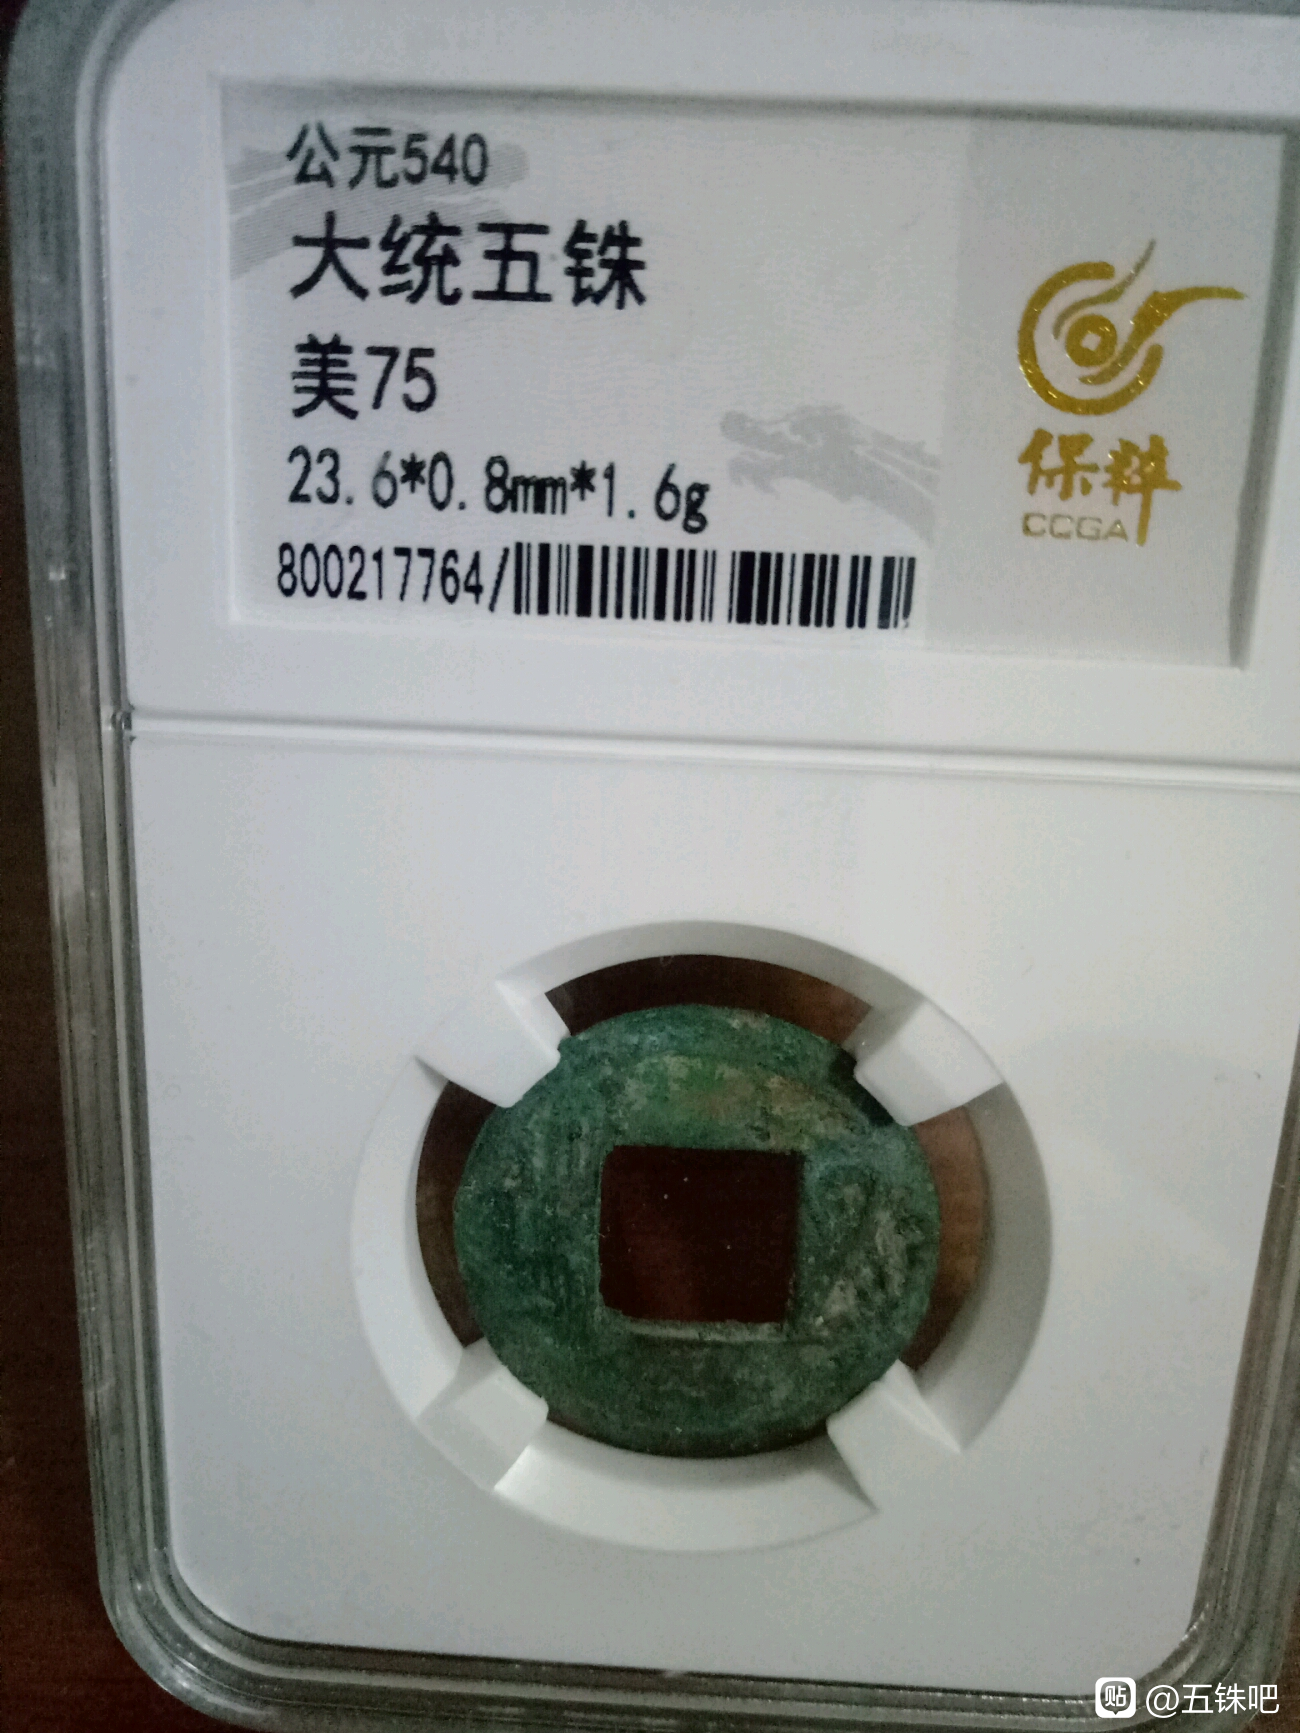 公元540
大统五铢
美75
23.6*0.8mm*1.6g
800217764/
保粹
CCGA
贴 @五铢吧